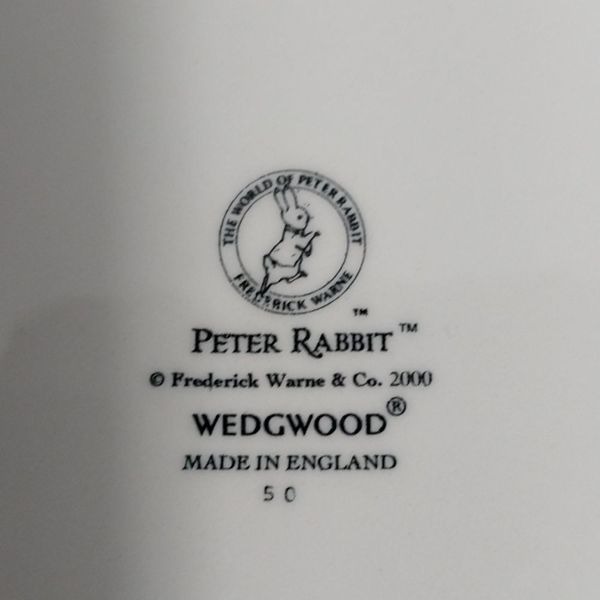 THE WORLD OF PETER RABBIT
FREDERICK WARNE
™
PETER RABBIT™
© Frederick Warne & Co. 2000
WEDGWOOD®
MADE IN ENGLAND
50